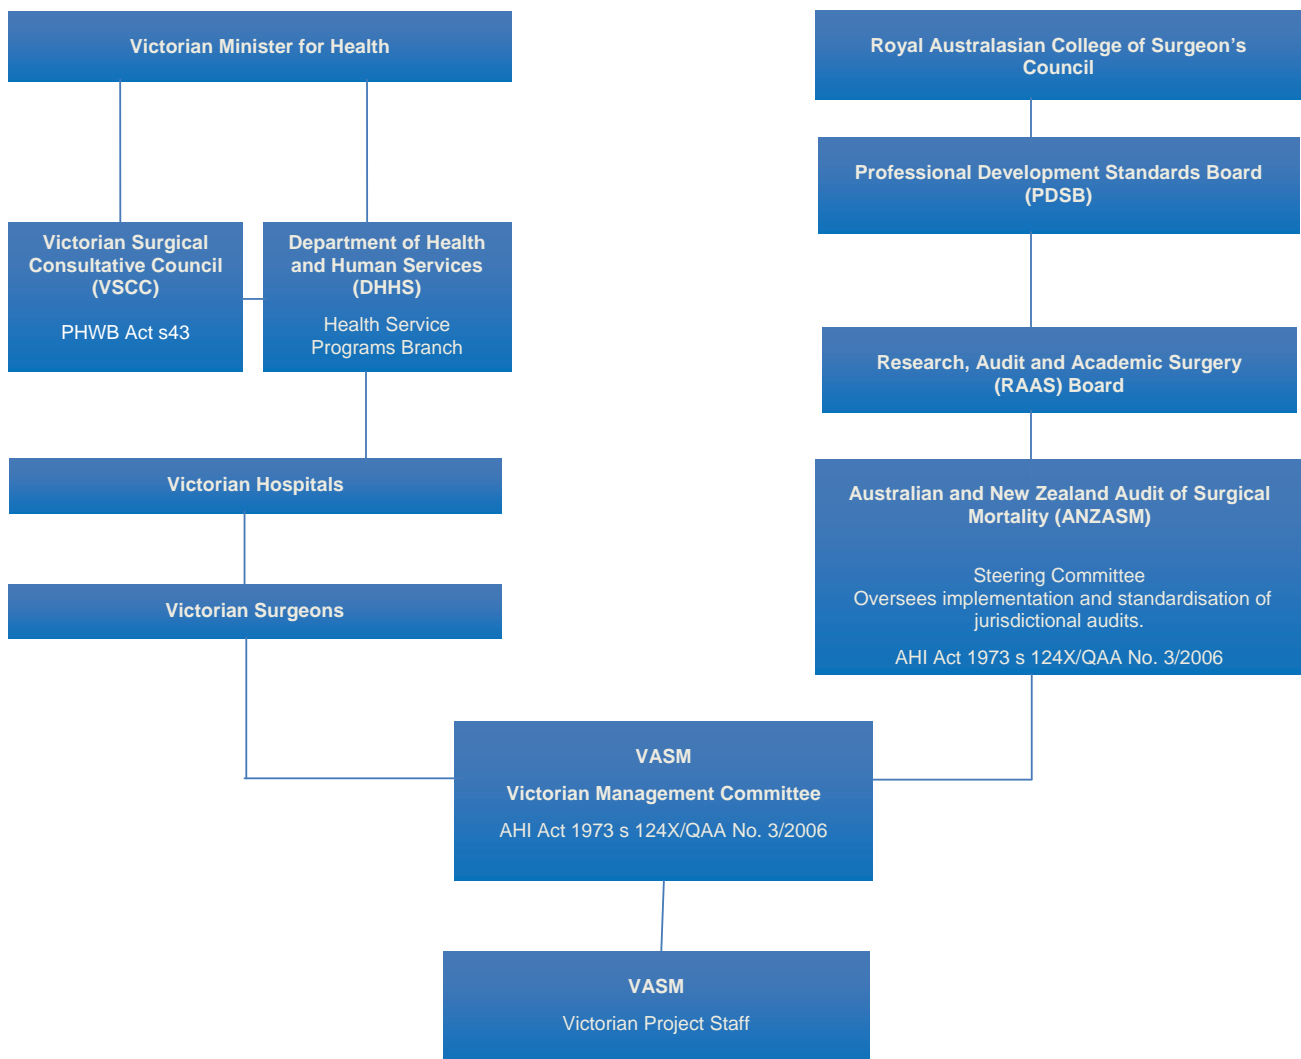 Victorian Minister for Health
Royal Australasian College of Surgeon's
Council
Professional Development Standards Board
(PDSB)
Victorian Surgical
Consultative Council
(VSCC)
PHWB Act s43
Department of Health
and Human Services
(DHHS)
Health Service
Programs Branch
Research, Audit and Academic Surgery
(RAAS) Board
Victorian Hospitals
Australian and New Zealand Audit of Surgical
Mortality (ANZASM)
Steering Committee
Oversees implementation and standardisation of
jurisdictional audits.
AHI Act 1973 s 124X/QAA No. 3/2006
Victorian Surgeons
VASM
Victorian Management Committee
AHI Act 1973 s 124X/QAA No. 3/2006
VASM
Victorian Project Staff